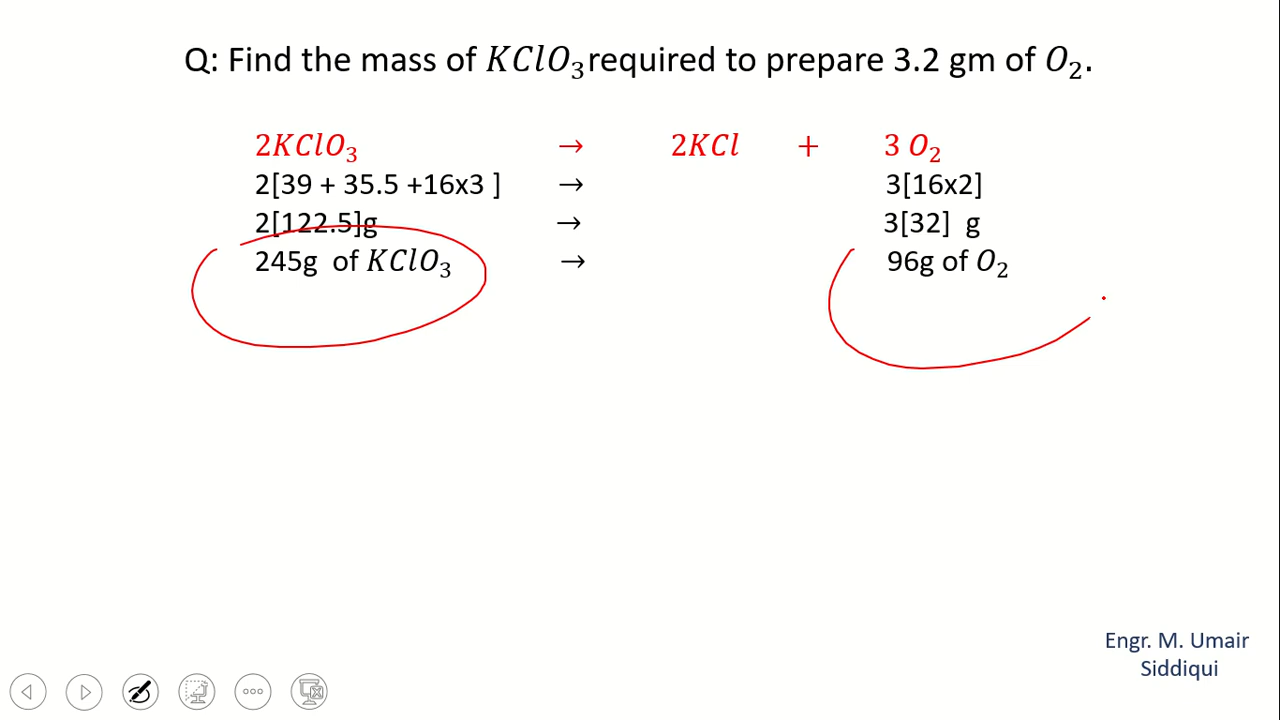 Q: Find the mass of KClO₃ required to prepare 3.2 gm of O₂.
2KClO₃ → 2KCl + 3 O₂
2[39 + 35.5 +16x3 ] → 3[16x2]
2[122.5]g → 3[32] g
245g of KClO₃ → 96g of O₂
Engr. M. Umair
Siddiqui